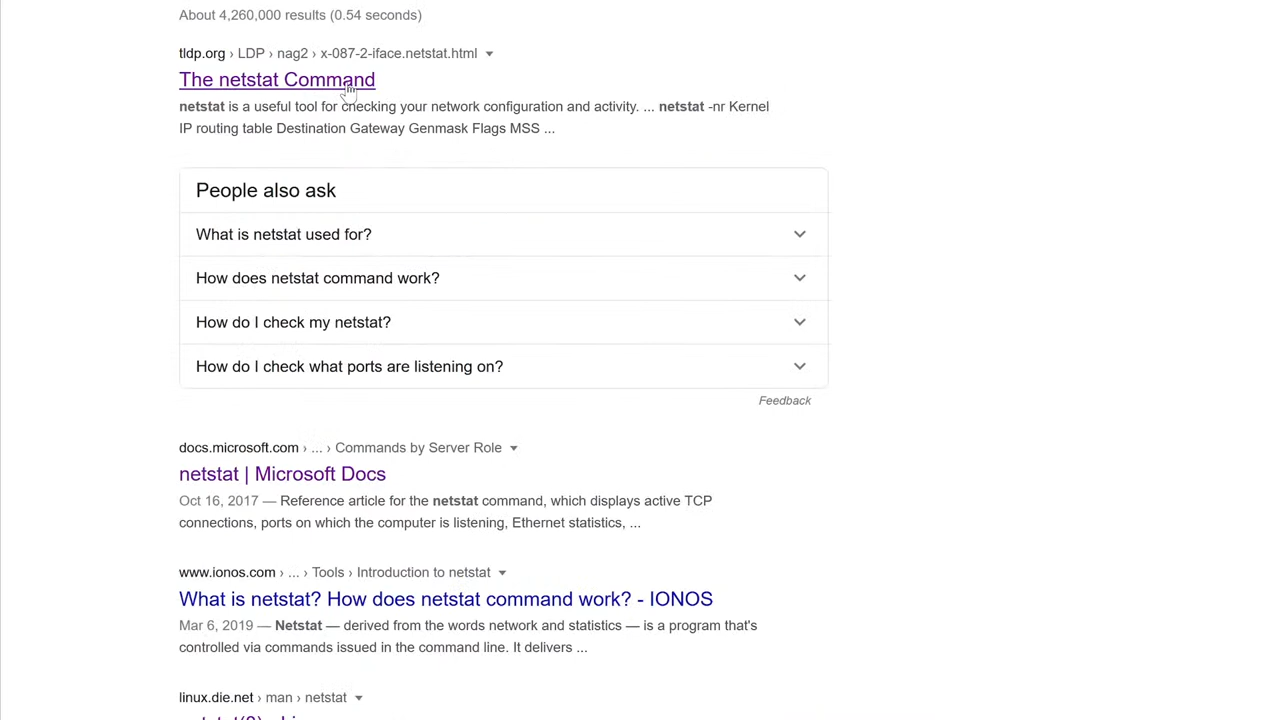 About 4,260,000 results (0.54 seconds)
tldp.org › LDP › nag2 › x-087-2-iface.netstat.html
The netstat Command
netstat is a useful tool for checking your network configuration and activity. ... netstat -nr Kernel
IP routing table Destination Gateway Genmask Flags MSS ...
People also ask
What is netstat used for?
How does netstat command work?
How do I check my netstat?
How do I check what ports are listening on?
Feedback
docs.microsoft.com › ... › Commands by Server Role
netstat | Microsoft Docs
Oct 16, 2017 — Reference article for the netstat command, which displays active TCP
connections, ports on which the computer is listening, Ethernet statistics, ...
www.ionos.com › ... › Tools › Introduction to netstat
What is netstat? How does netstat command work? - IONOS
Mar 6, 2019 — Netstat — derived from the words network and statistics — is a program that's
controlled via commands issued in the command line. It delivers ...
linux.die.net › man › netstat